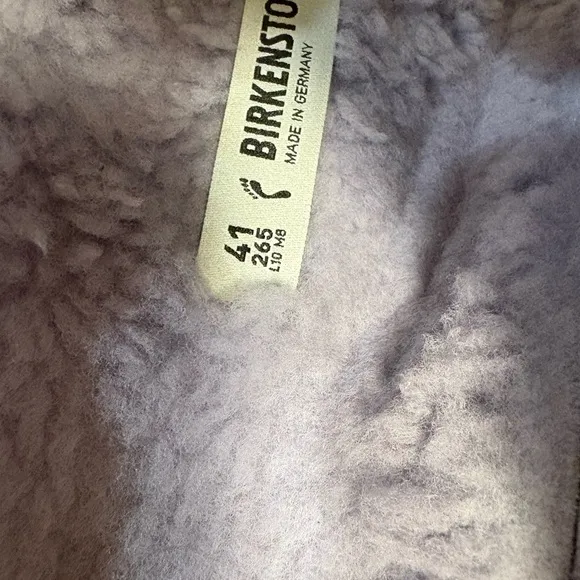 BIRKENSTO
MADE IN GERMANY
41
265
L10 M8